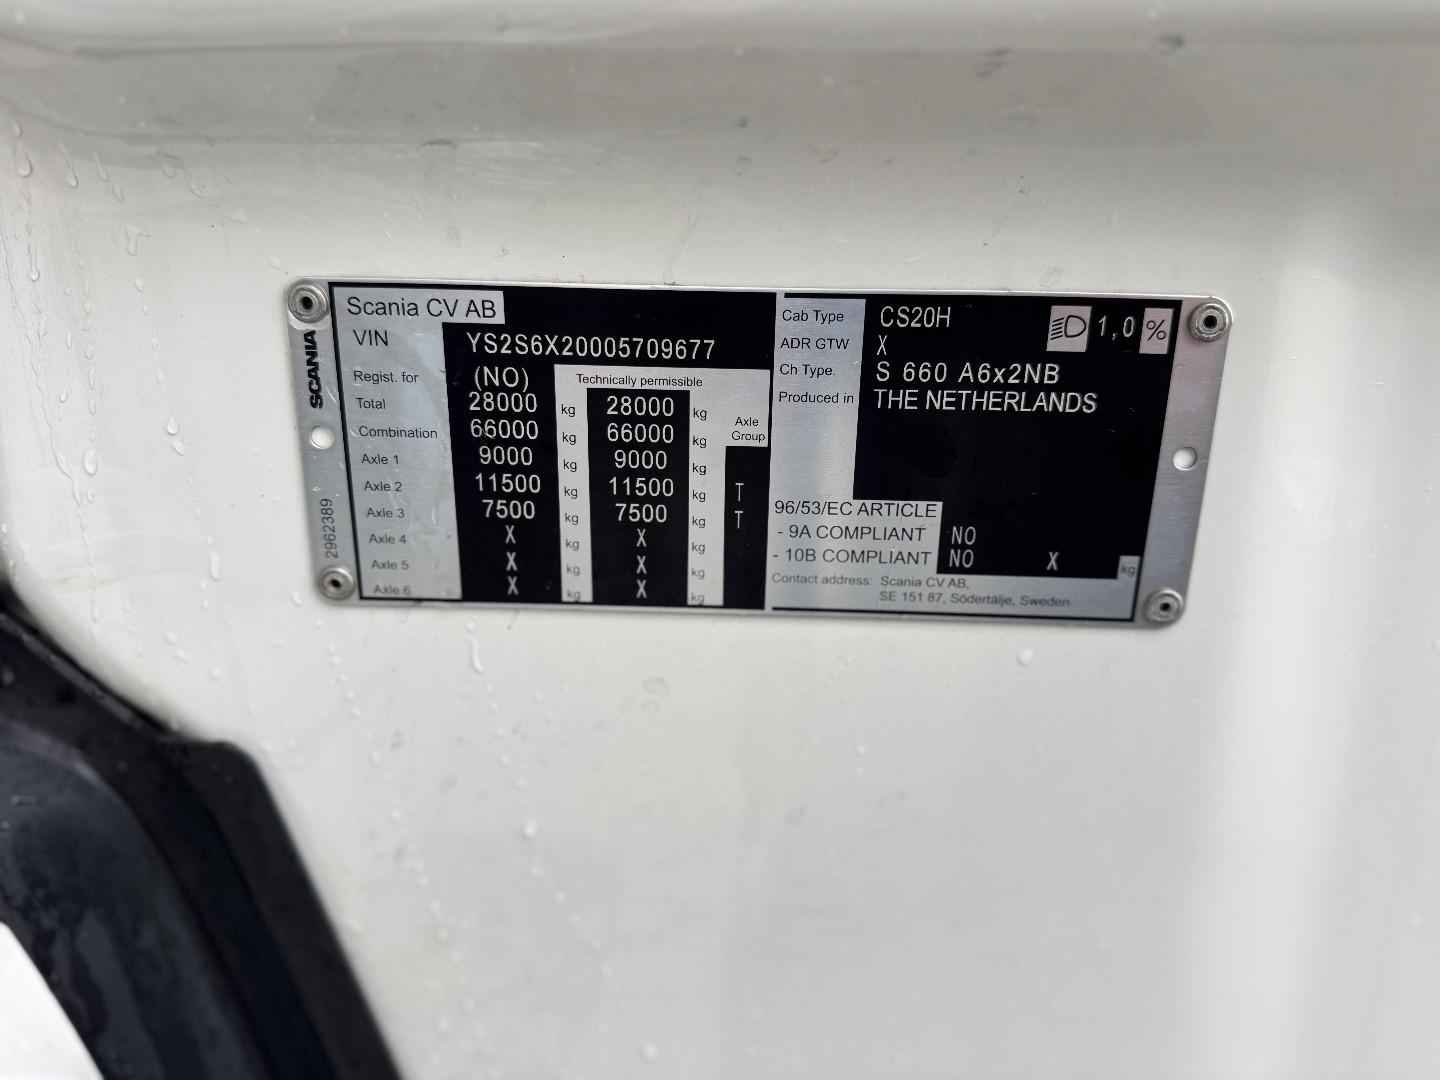 Scania CV AB
VIN YS2S6X20005709677
Regist. for (NO) Technically permissible
Total 28000 kg 28000 kg
Combination 66000 kg 66000 kg Axle Group
Axle 1 9000 kg 9000 kg
Axle 2 11500 kg 11500 kg T
Axle 3 7500 kg 7500 kg T
Axle 4 X kg X kg
Axle 5 X kg X kg
Axle 6 X kg X kg
SCANIA
2962389
Cab Type CS20H 1,0 %
ADR GTW X
Ch Type. S 660 A6x2NB
Produced in THE NETHERLANDS
96/53/EC ARTICLE
- 9A COMPLIANT NO
- 10B COMPLIANT NO X kg
Contact address: Scania CV AB,
SE 151 87, Södertälje, Sweden